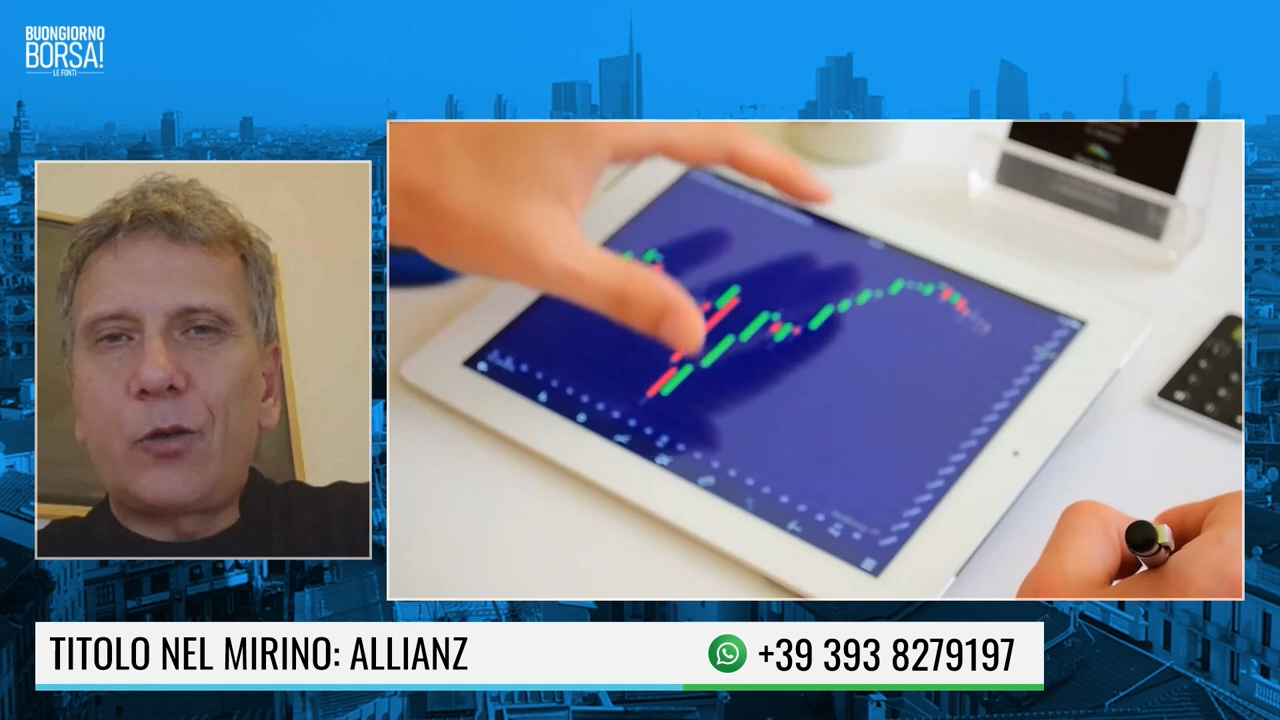 BUONGIORNO
BORSA!
LE FONTI
TITOLO NEL MIRINO: ALLIANZ
+39 393 8279197